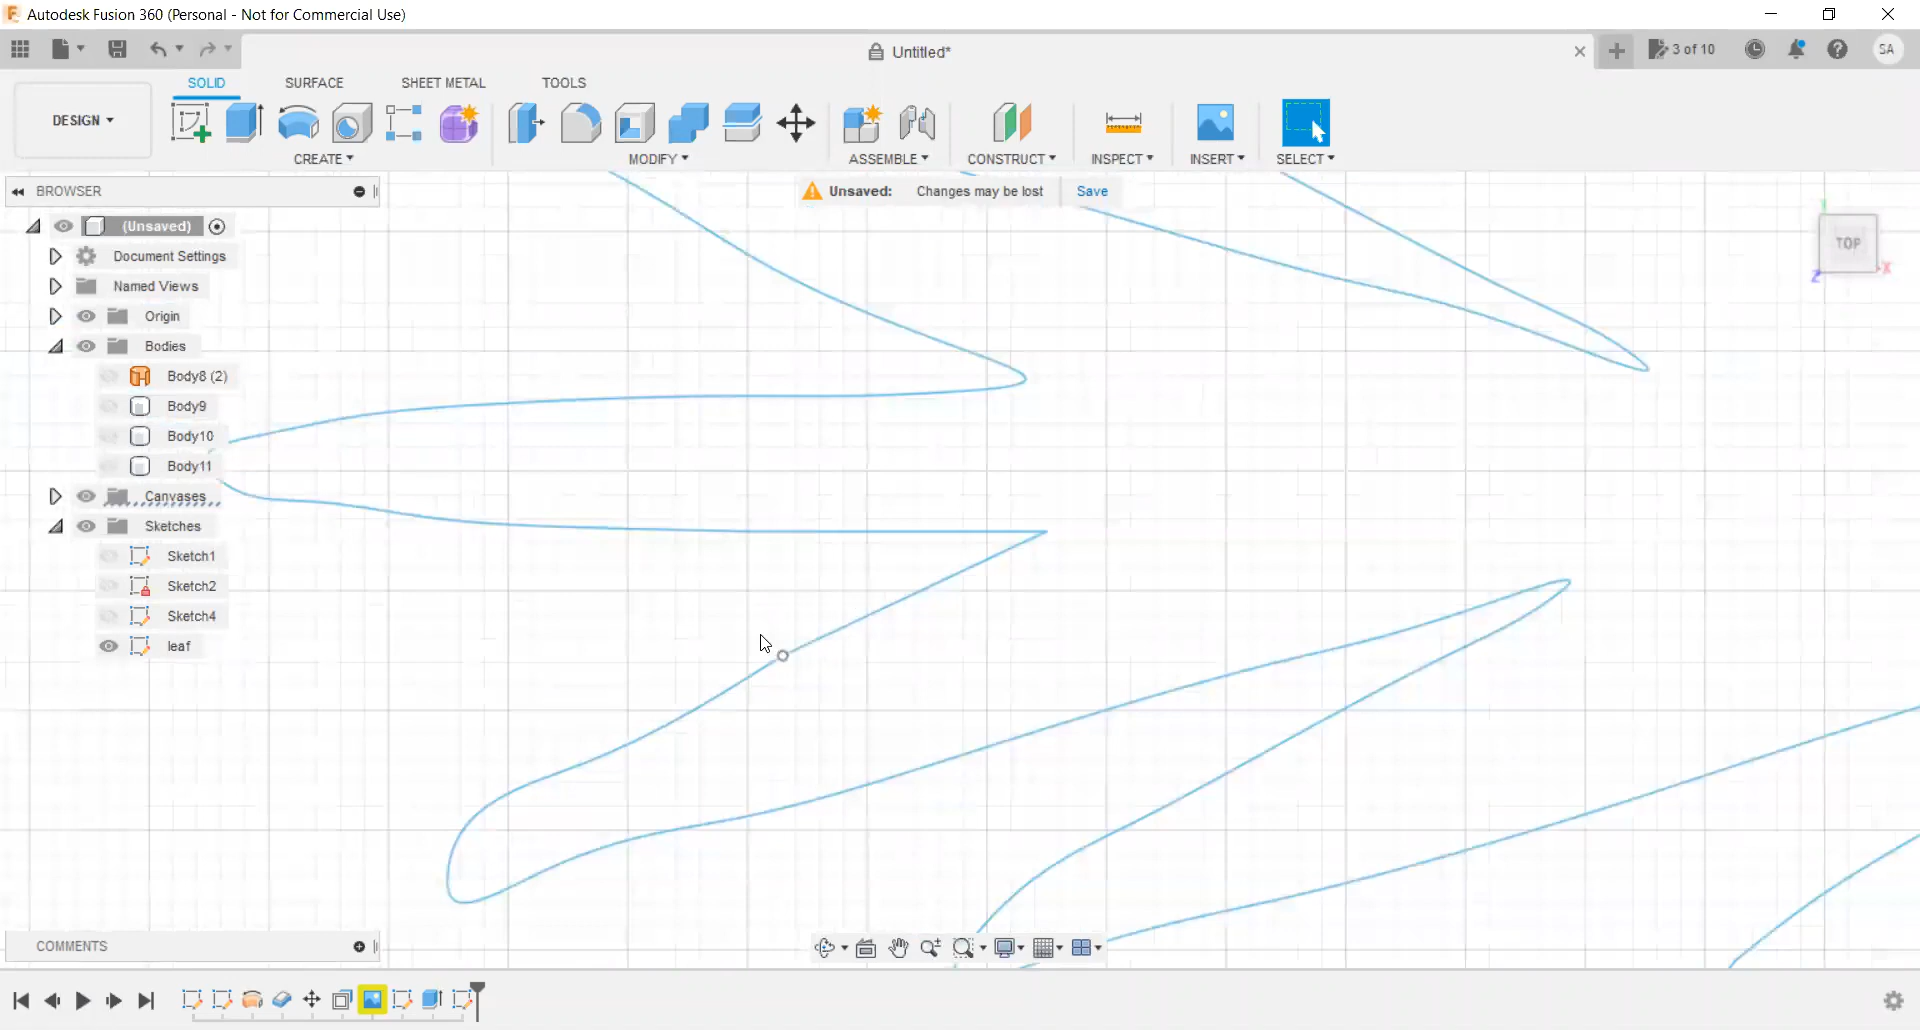 Autodesk Fusion 360 (Personal - Not for Commercial Use)
Untitled*
3 of 10
SA
DESIGN
SOLID
SURFACE
SHEET METAL
TOOLS
CREATE
MODIFY
ASSEMBLE
CONSTRUCT
INSPECT
INSERT
SELECT
BROWSER
Unsaved: Changes may be lost Save
(Unsaved)
Document Settings
Named Views
Origin
Bodies
Body8 (2)
Body9
Body10
Body11
Canvases
Sketches
Sketch1
Sketch2
Sketch4
leaf
Y
TOP
X
Z
COMMENTS